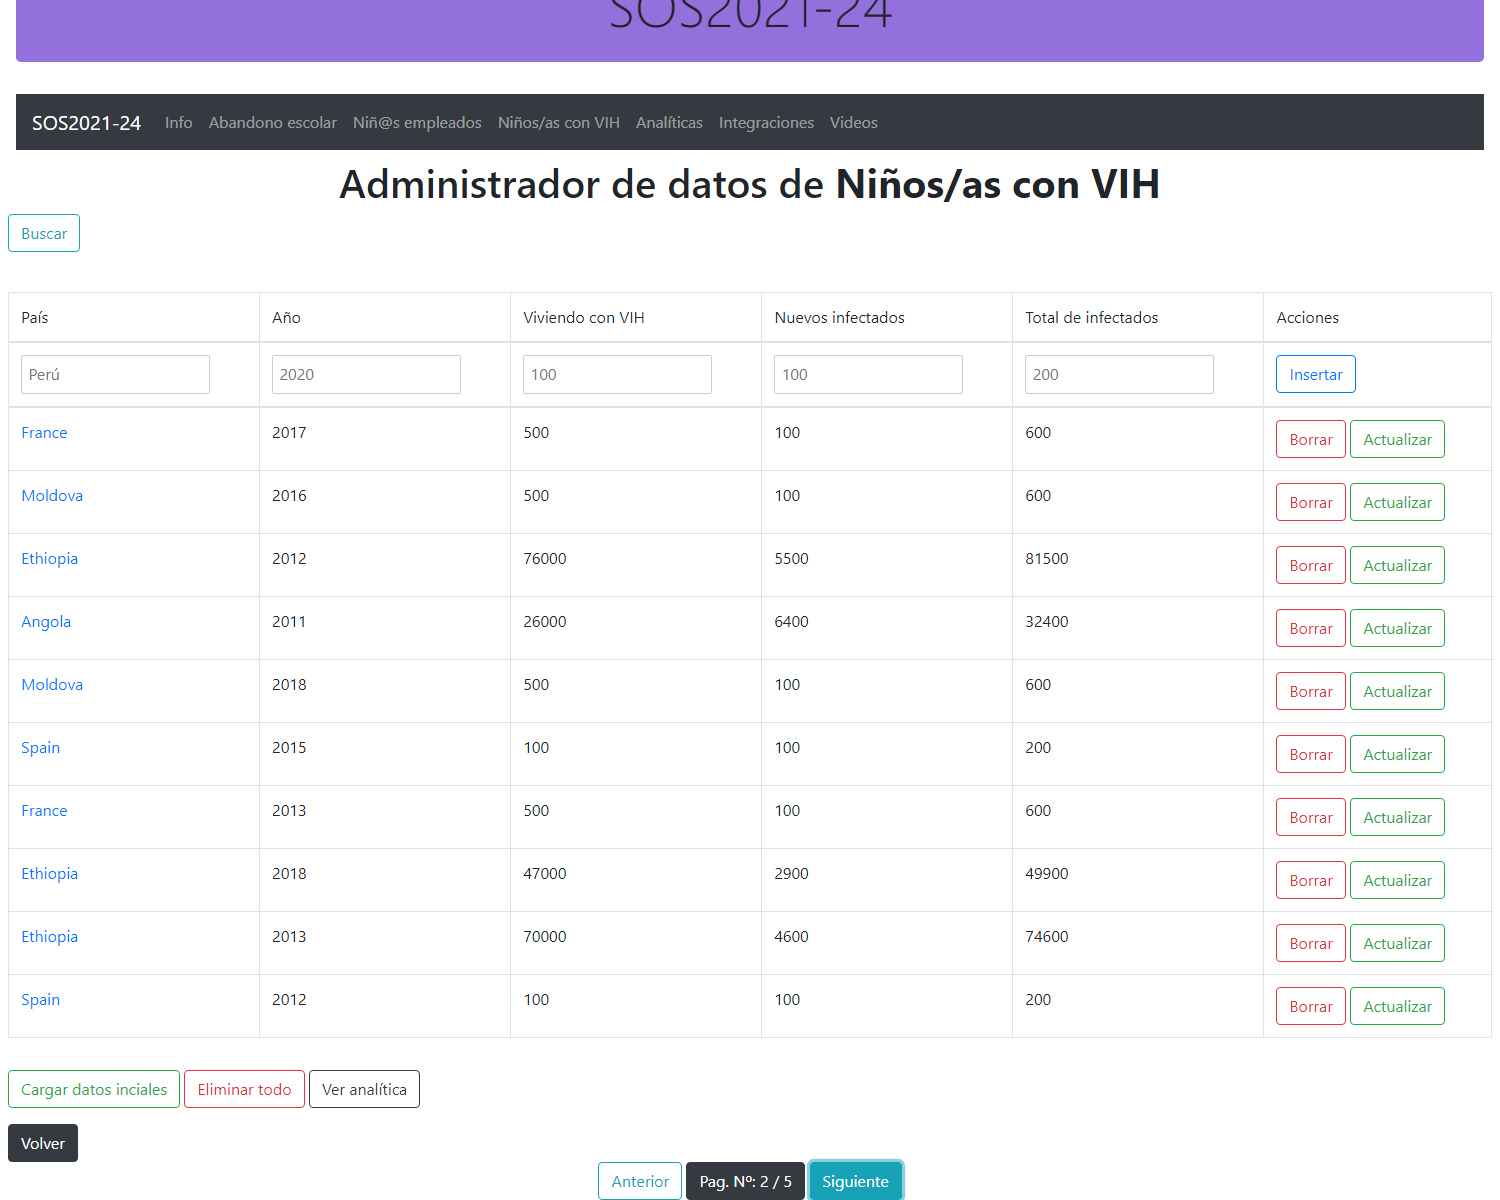 SOS2021-24
SOS2021-24 Info Abandono escolar Niñ@s empleados Niños/as con VIH Analíticas Integraciones Videos
Administrador de datos de Niños/as con VIH
Buscar
País Año Viviendo con VIH Nuevos infectados Total de infectados Acciones
Perú 2020 100 100 200 Insertar
France 2017 500 100 600 Borrar Actualizar
Moldova 2016 500 100 600 Borrar Actualizar
Ethiopia 2012 76000 5500 81500 Borrar Actualizar
Angola 2011 26000 6400 32400 Borrar Actualizar
Moldova 2018 500 100 600 Borrar Actualizar
Spain 2015 100 100 200 Borrar Actualizar
France 2013 500 100 600 Borrar Actualizar
Ethiopia 2018 47000 2900 49900 Borrar Actualizar
Ethiopia 2013 70000 4600 74600 Borrar Actualizar
Spain 2012 100 100 200 Borrar Actualizar
Cargar datos inciales Eliminar todo Ver analítica
Volver
Anterior Pag. Nº: 2 / 5 Siguiente